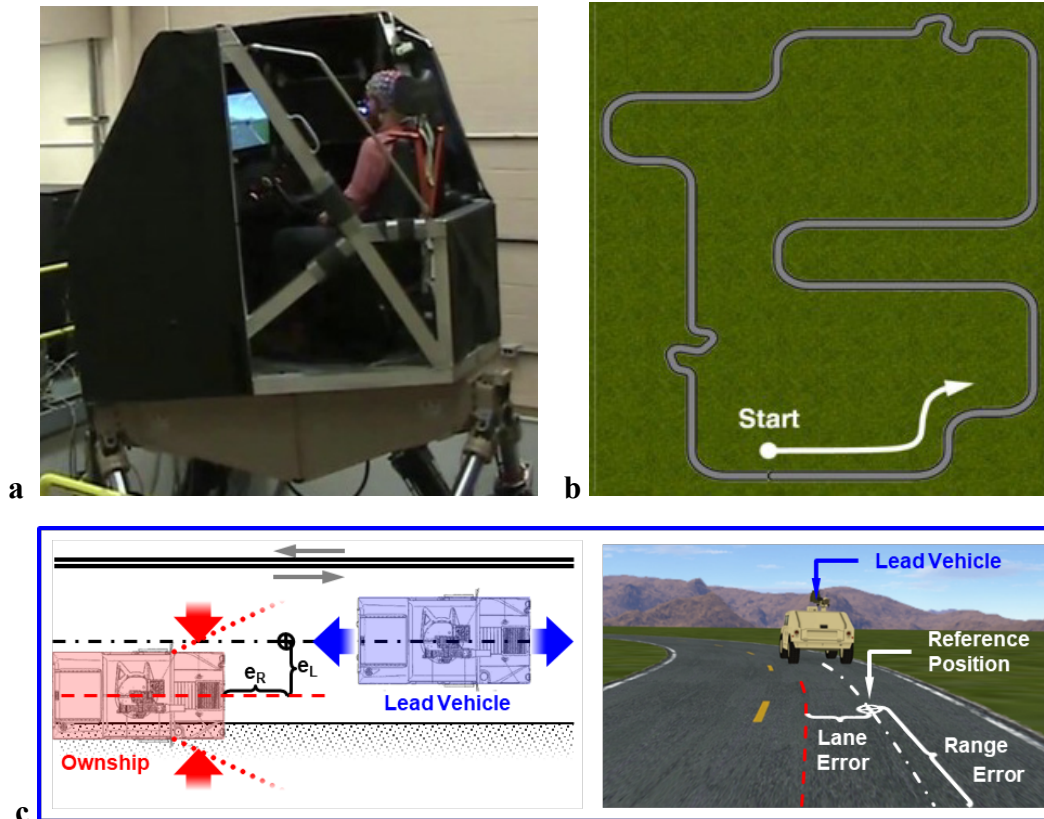 a
b
Start
c
e_R
e_L
Ownship
Lead Vehicle
Lead Vehicle
Reference
Position
Lane
Error
Range
Error